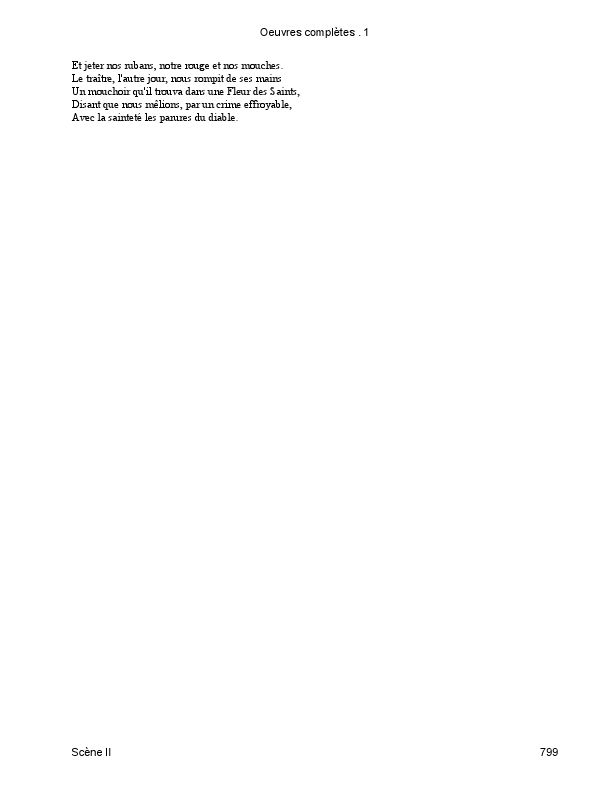 Oeuvres complètes . 1
Et jeter nos rubans, notre rouge et nos mouches.
Le traître, l'autre jour, nous rompit de ses mains
Un mouchoir qu'il trouva dans une Fleur des Saints,
Disant que nous mêlions, par un crime effroyable,
Avec la sainteté les parures du diable.
Scène II 799